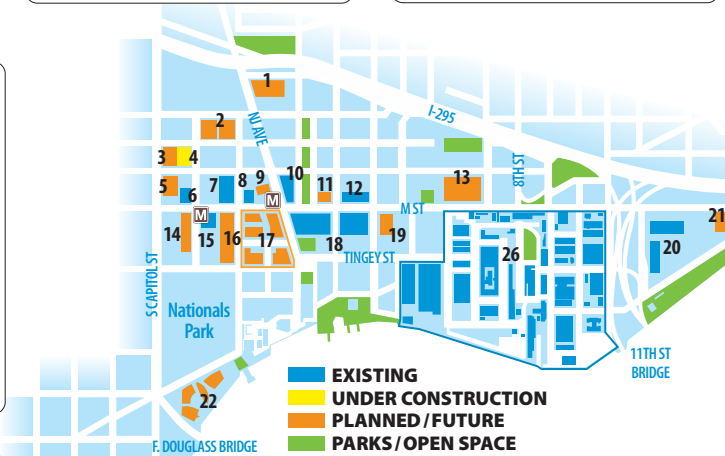 1
I-295
2
NJ AVE
3
4
5
6
7
8
9
10
11
12
13
8TH ST
M
M
M ST
14
15
16
17
18
19
TINGEY ST
20
21
26
S CAPITOL ST
Nationals
Park
11TH ST
BRIDGE
22
F. DOUGLASS BRIDGE
EXISTING
UNDER CONSTRUCTION
PLANNED/FUTURE
PARKS/OPEN SPACE